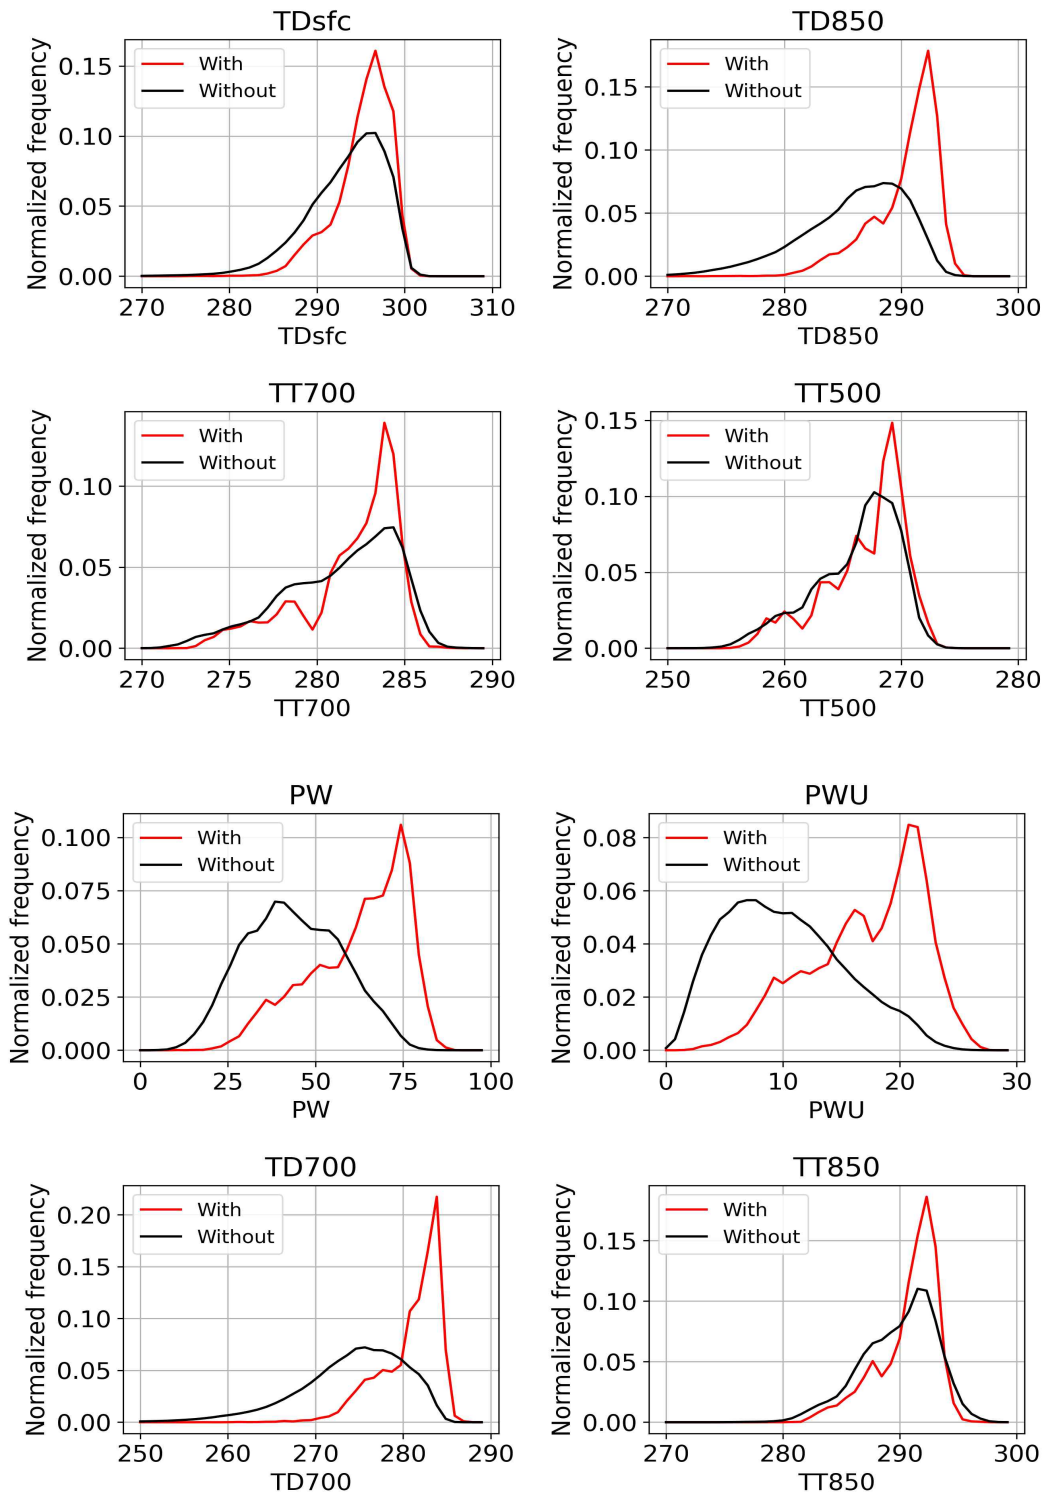 TDsfc
Normalized frequency
0.15
0.10
0.05
0.00
With
Without
270 280 290 300 310
TDsfc
TD850
Normalized frequency
0.15
0.10
0.05
0.00
With
Without
270 280 290 300
TD850
TT700
Normalized frequency
0.10
0.05
0.00
With
Without
270 275 280 285 290
TT700
TT500
Normalized frequency
0.15
0.10
0.05
0.00
With
Without
250 260 270 280
TT500
PW
Normalized frequency
0.100
0.075
0.050
0.025
0.000
With
Without
0 25 50 75 100
PW
PWU
Normalized frequency
0.08
0.06
0.04
0.02
0.00
With
Without
0 10 20 30
PWU
TD700
Normalized frequency
0.20
0.15
0.10
0.05
0.00
With
Without
250 260 270 280 290
TD700
TT850
Normalized frequency
0.15
0.10
0.05
0.00
With
Without
270 280 290 300
TT850